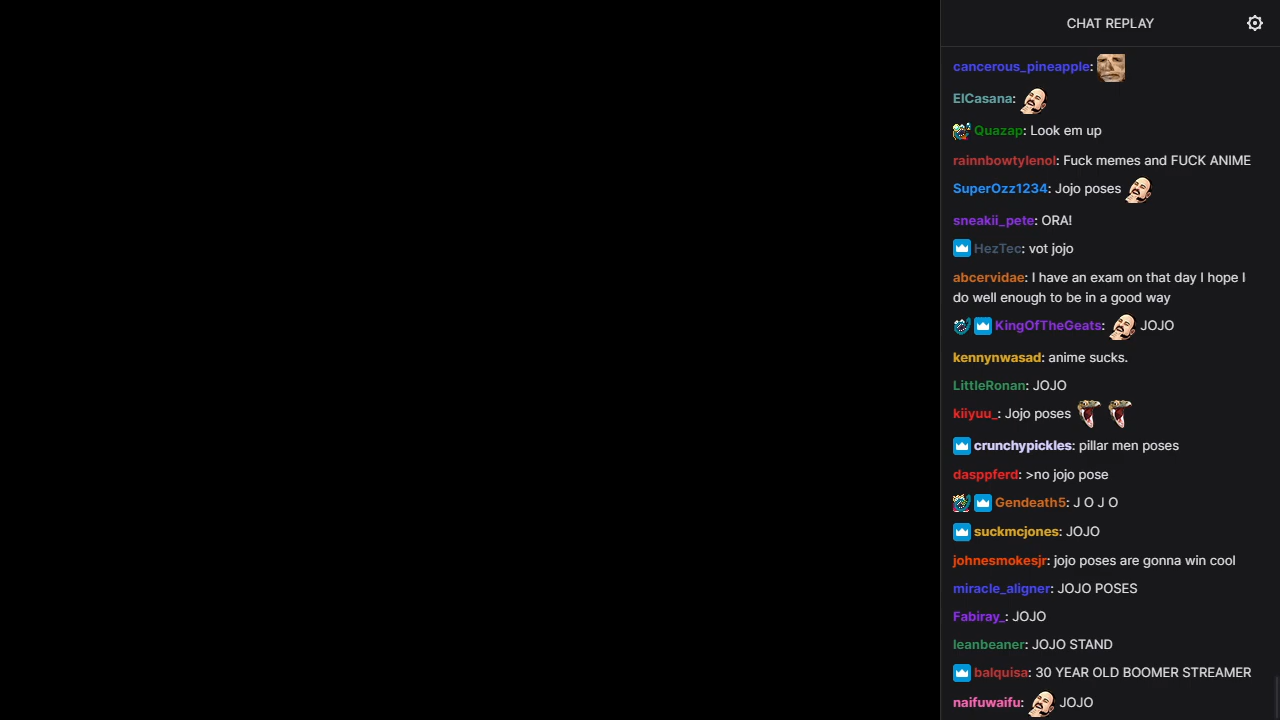 CHAT REPLAY
cancerous_pineapple:
ElCasana:
Quazap: Look em up
rainnbowtylenol: Fuck memes and FUCK ANIME
SuperOzz1234: Jojo poses
sneakii_pete: ORA!
HezTec: vot jojo
abcervidae: I have an exam on that day I hope I
do well enough to be in a good way
KingOfTheGeats: JOJO
kennynwasad: anime sucks.
LittleRonan: JOJO
kiiyuu_: Jojo poses
crunchypickles: pillar men poses
dasppferd: >no jojo pose
Gendeath5: J O J O
suckmcjones: JOJO
johnesmokesjr: jojo poses are gonna win cool
miracle_aligner: JOJO POSES
Fabiray_: JOJO
leanbeaner: JOJO STAND
balquisa: 30 YEAR OLD BOOMER STREAMER
naifuwaifu: JOJO